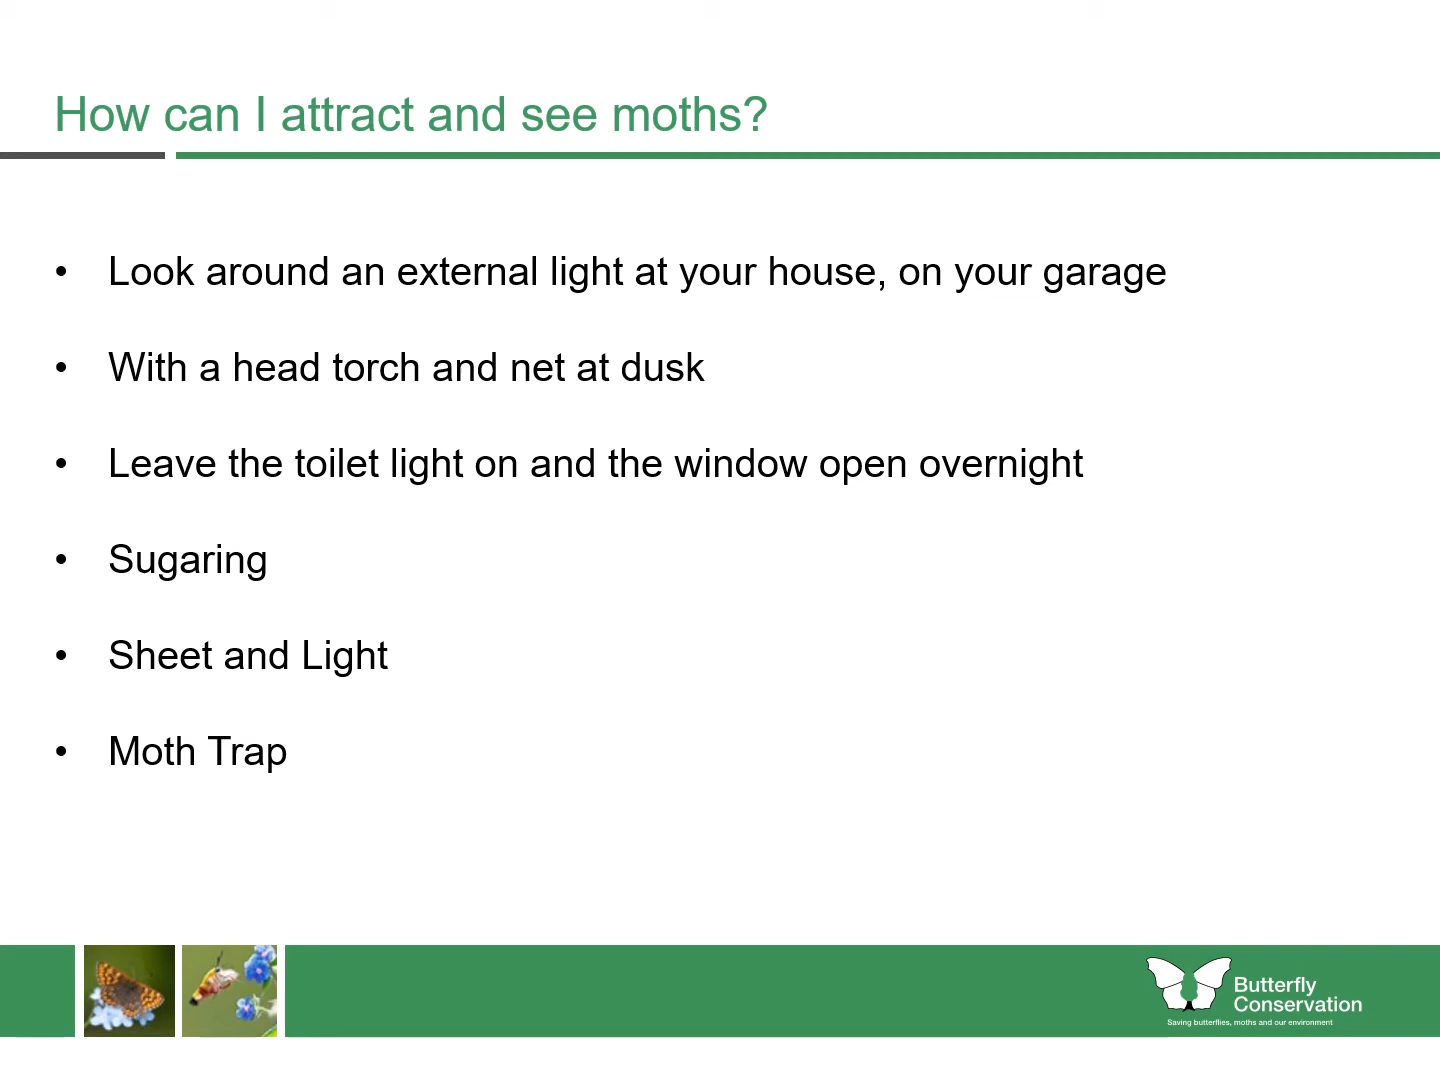 How can I attract and see moths?
• Look around an external light at your house, on your garage
• With a head torch and net at dusk
• Leave the toilet light on and the window open overnight
• Sugaring
• Sheet and Light
• Moth Trap
Butterfly
Conservation
Saving butterflies, moths and our environment